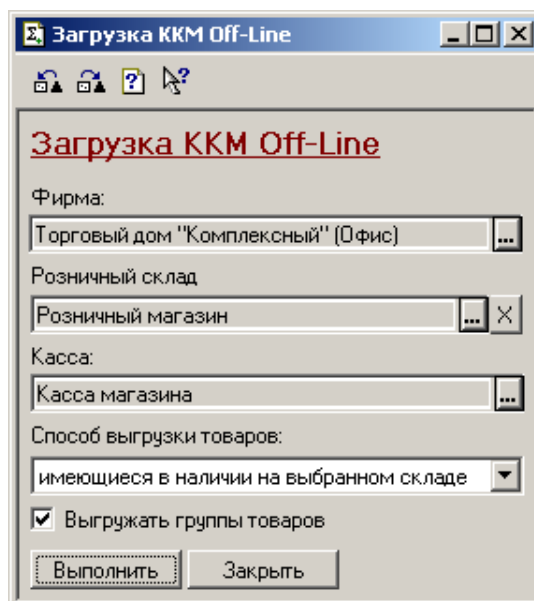 Загрузка ККМ Off-Line
Загрузка ККМ Off-Line
Фирма:
Торговый дом "Комплексный" (Офис) ...
Розничный склад
Розничный магазин ... X
Касса:
Касса магазина ...
Способ выгрузки товаров:
имеющиеся в наличии на выбранном складе
Выгружать группы товаров
Выполнить Закрыть